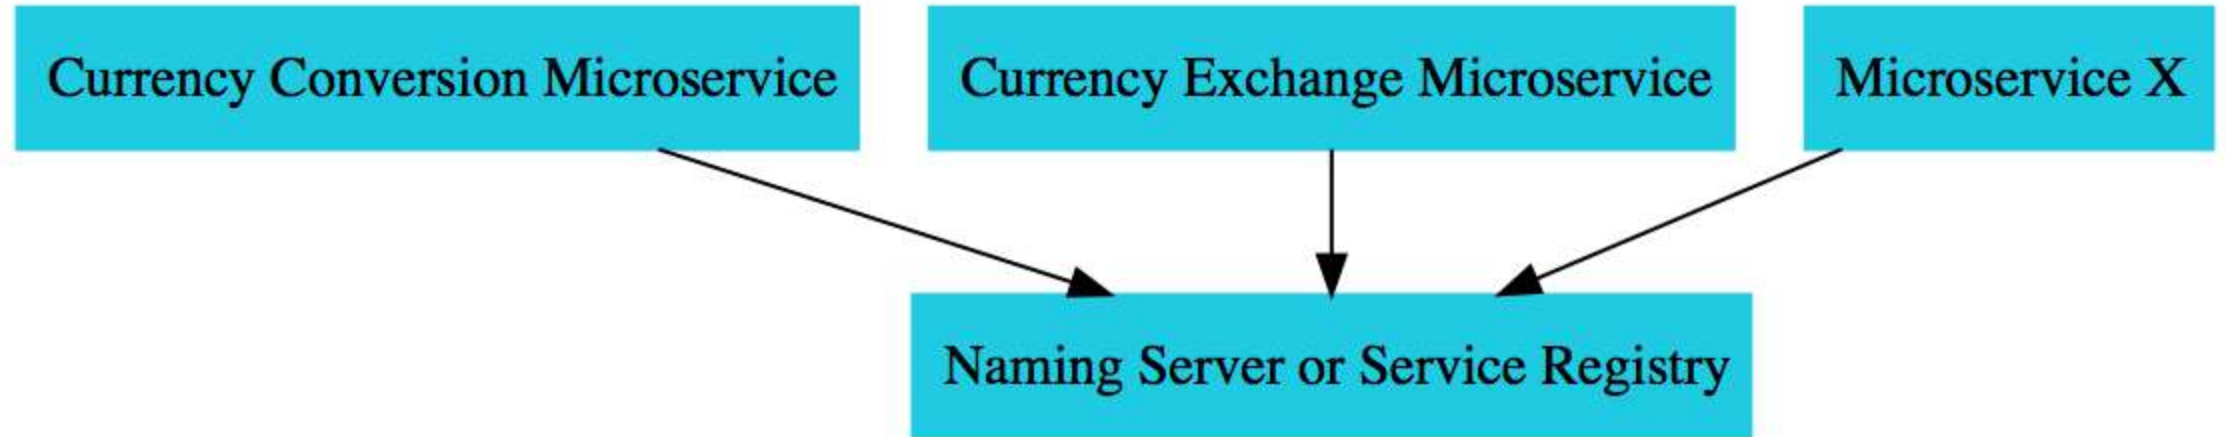 Currency Conversion Microservice
Currency Exchange Microservice
Microservice X
Naming Server or Service Registry